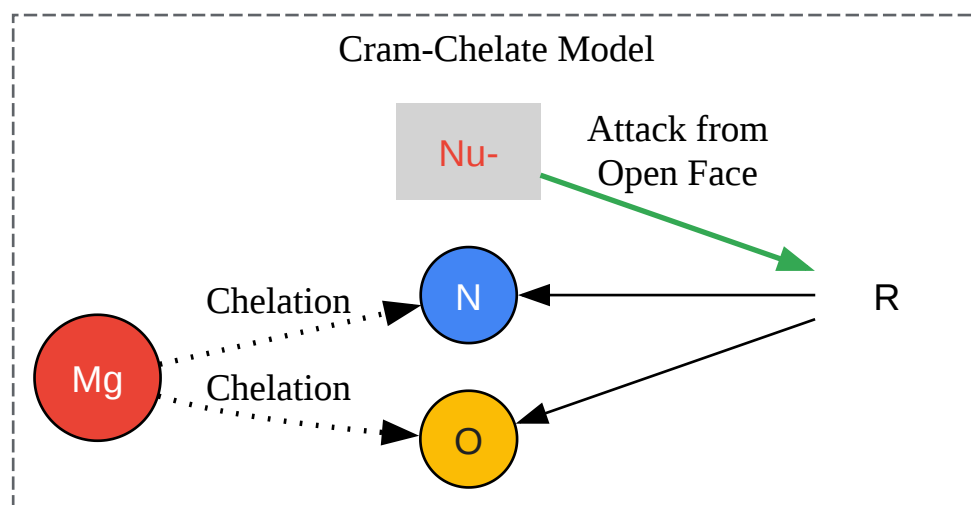 Cram-Chelate Model
Nu-
Attack from
Open Face
Chelation
N
R
Mg
Chelation
O